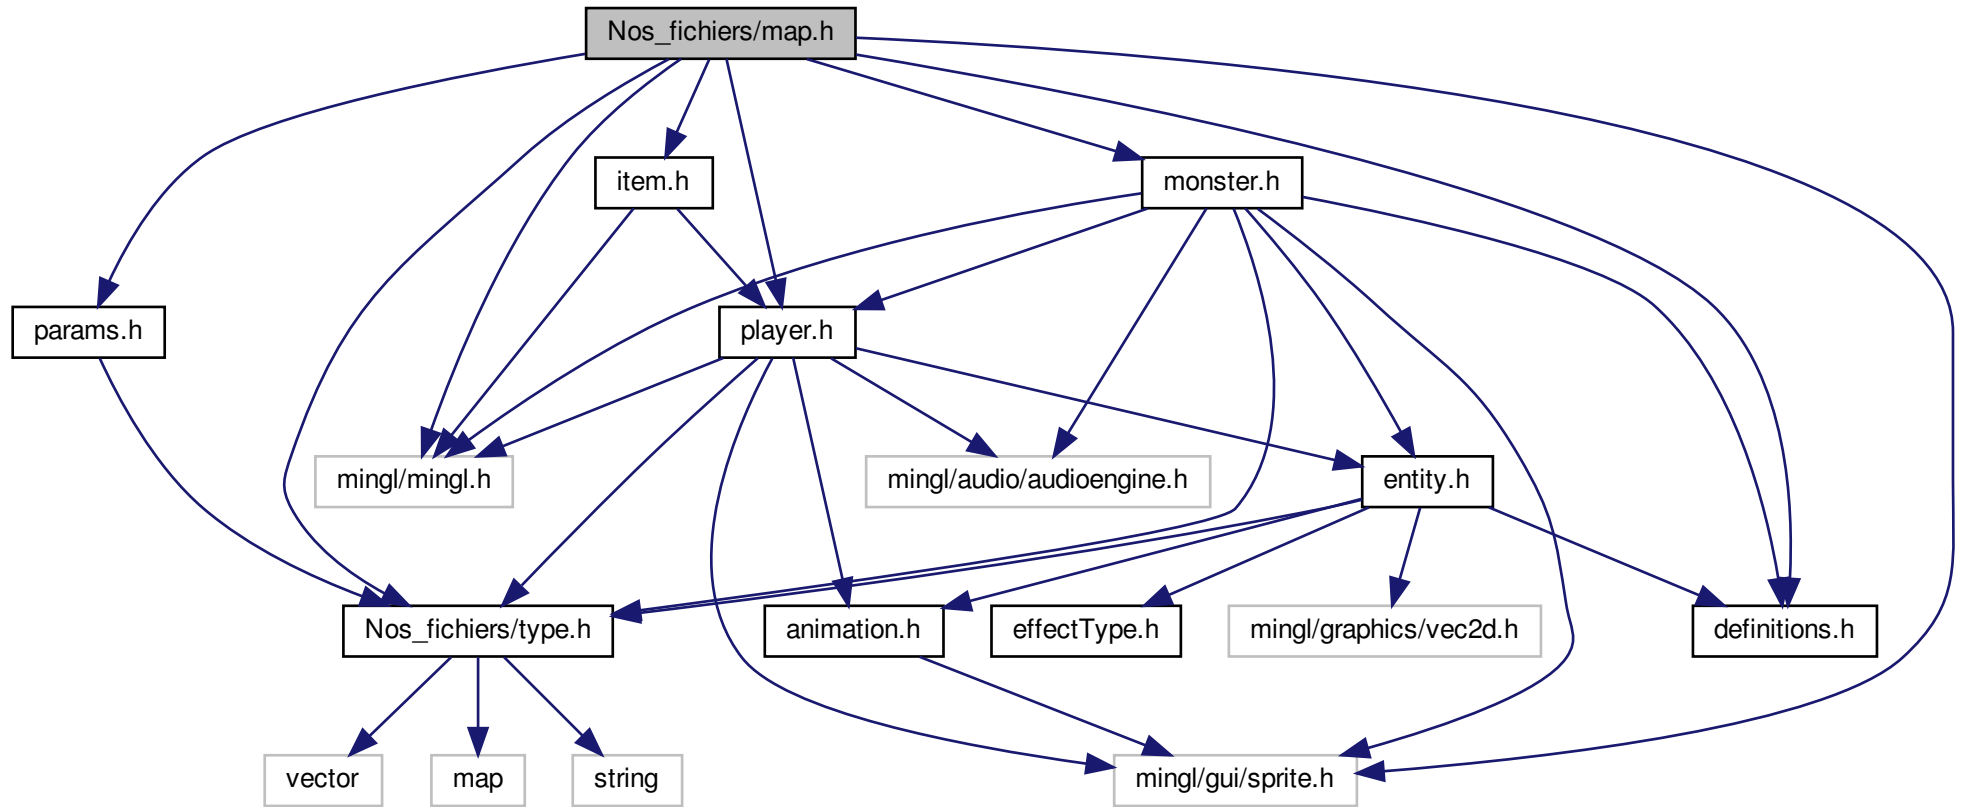 Nos_fichiers/map.h
item.h
monster.h
params.h
player.h
mingl/mingl.h
mingl/audio/audioengine.h
entity.h
Nos_fichiers/type.h
animation.h
effectType.h
mingl/graphics/vec2d.h
definitions.h
vector
map
string
mingl/gui/sprite.h